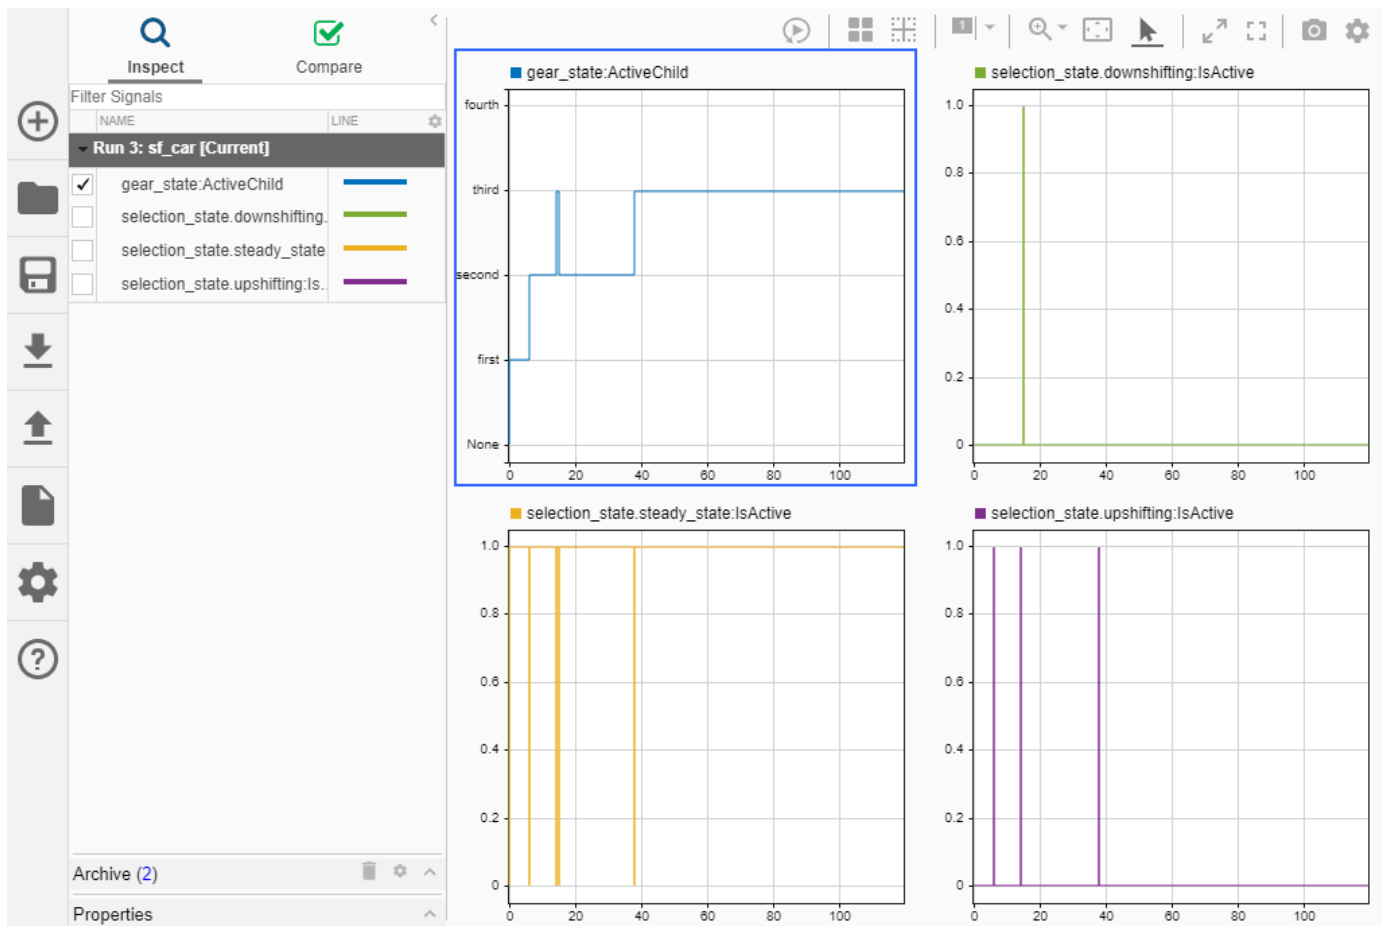 Inspect
Compare
Filter Signals
NAME
LINE
Run 3: sf_car [Current]
gear_state:ActiveChild
selection_state.downshifting.
selection_state.steady_state
selection_state.upshifting:Is..
Archive (2)
Properties
1
gear_state:ActiveChild
fourth
third
second
first
None
0 20 40 60 80 100
selection_state.downshifting:IsActive
1.0
0.8
0.6
0.4
0.2
0
0 20 40 60 80 100
selection_state.steady_state:IsActive
1.0
0.8
0.6
0.4
0.2
0
0 20 40 60 80 100
selection_state.upshifting:IsActive
1.0
0.8
0.6
0.4
0.2
0
0 20 40 60 80 100